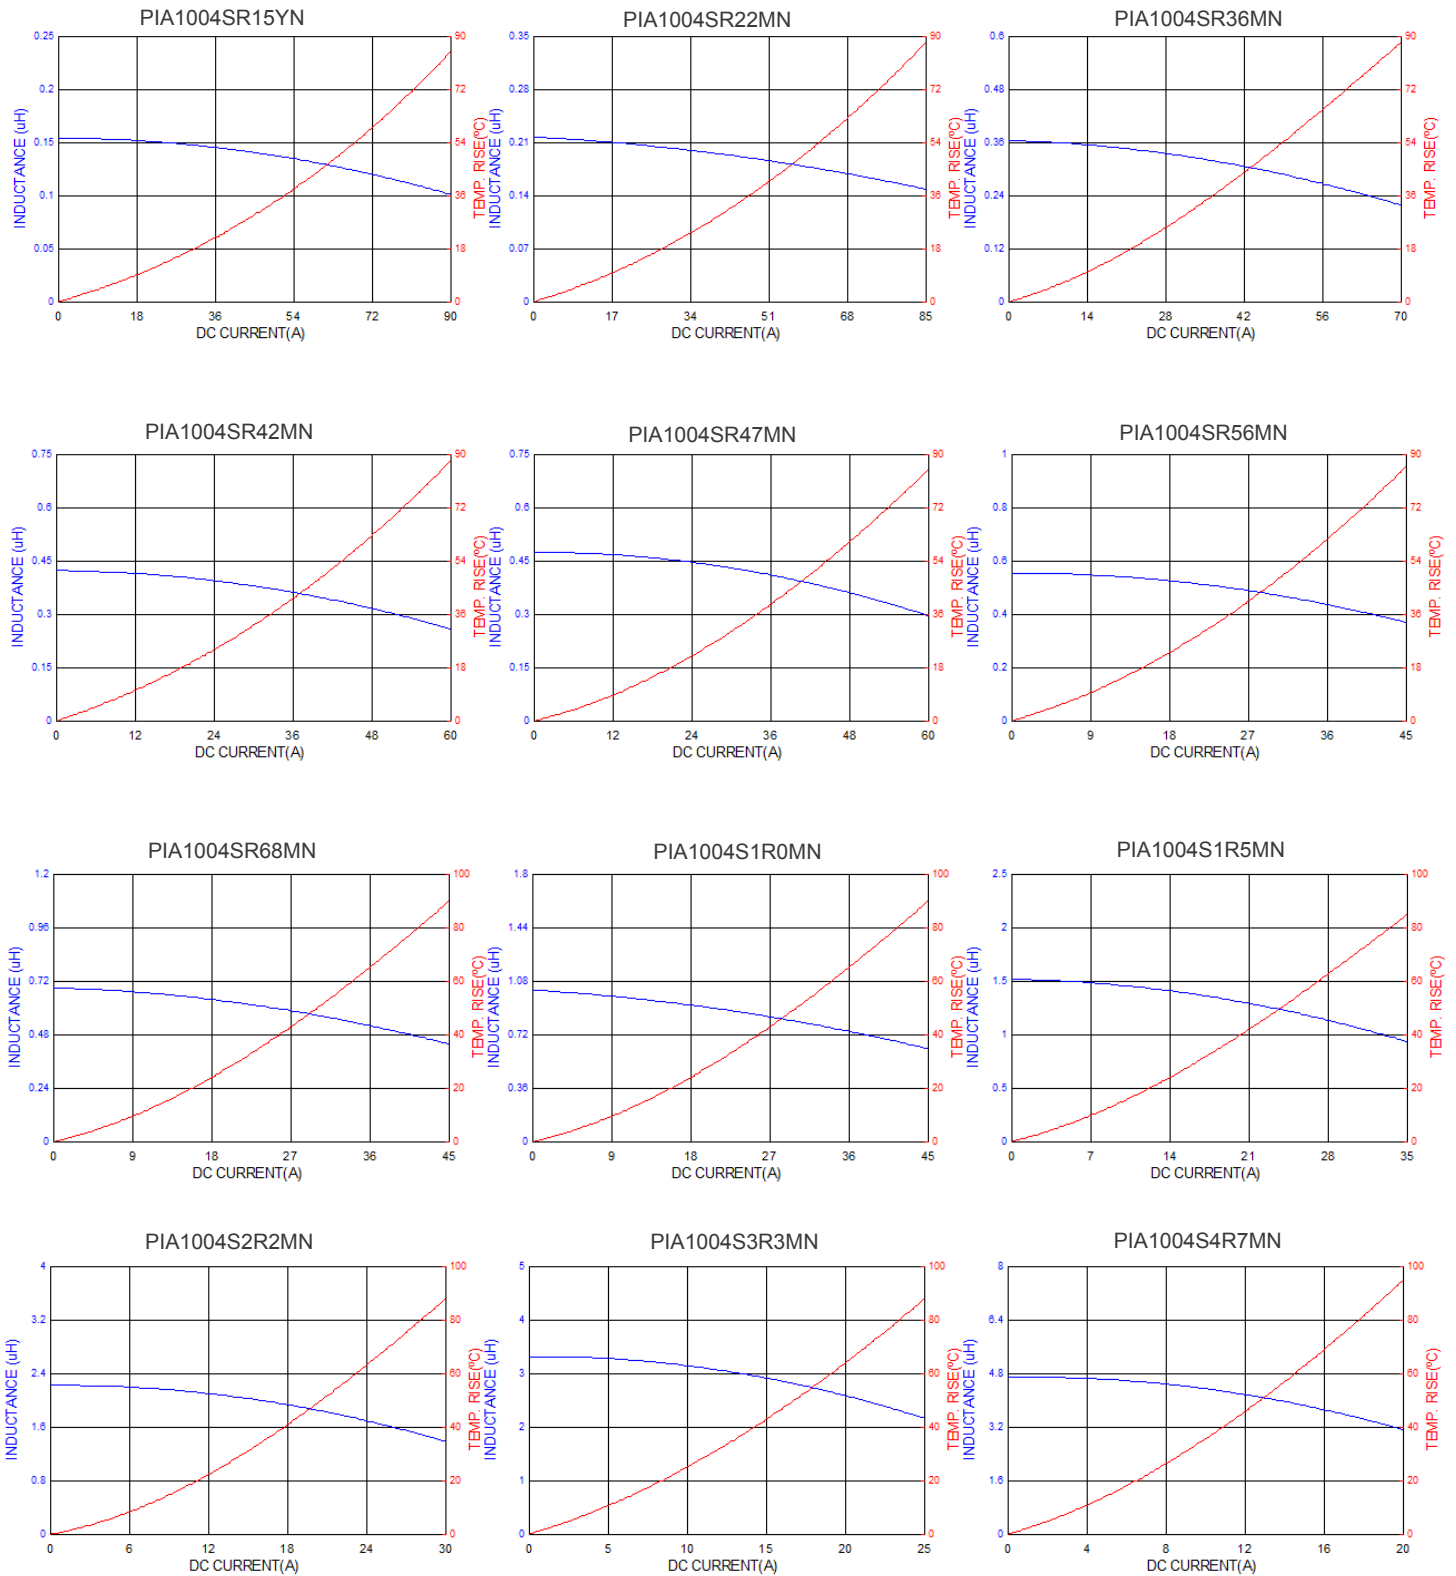 PIA1004SR15YN
PIA1004SR22MN
PIA1004SR36MN
0.25
0.2
0.15
0.1
0.05
0
INDUCTANCE (uH)
90
72
54
36
18
0
TEMP. RISE(ºC)
0 18 36 54 72 90
DC CURRENT(A)
0.35
0.28
0.21
0.14
0.07
0
INDUCTANCE (uH)
90
72
54
36
18
0
TEMP. RISE(ºC)
0 17 34 51 68 85
DC CURRENT(A)
0.6
0.48
0.36
0.24
0.12
0
INDUCTANCE (uH)
90
72
54
36
18
0
TEMP. RISE(ºC)
0 14 28 42 56 70
DC CURRENT(A)
PIA1004SR42MN
PIA1004SR47MN
PIA1004SR56MN
0.75
0.6
0.45
0.3
0.15
0
INDUCTANCE (uH)
90
72
54
36
18
0
TEMP. RISE(ºC)
0 12 24 36 48 60
DC CURRENT(A)
0.75
0.6
0.45
0.3
0.15
0
INDUCTANCE (uH)
90
72
54
36
18
0
TEMP. RISE(ºC)
0 12 24 36 48 60
DC CURRENT(A)
1
0.8
0.6
0.4
0.2
0
INDUCTANCE (uH)
90
72
54
36
18
0
TEMP. RISE(ºC)
0 9 18 27 36 45
DC CURRENT(A)
PIA1004SR68MN
PIA1004S1R0MN
PIA1004S1R5MN
1.2
0.96
0.72
0.48
0.24
0
INDUCTANCE (uH)
100
80
60
40
20
0
TEMP. RISE(ºC)
0 9 18 27 36 45
DC CURRENT(A)
1.8
1.44
1.08
0.72
0.36
0
INDUCTANCE (uH)
100
80
60
40
20
0
TEMP. RISE(ºC)
0 9 18 27 36 45
DC CURRENT(A)
2.5
2
1.5
1
0.5
0
INDUCTANCE (uH)
100
80
60
40
20
0
TEMP. RISE(ºC)
0 7 14 21 28 35
DC CURRENT(A)
PIA1004S2R2MN
PIA1004S3R3MN
PIA1004S4R7MN
4
3.2
2.4
1.6
0.8
0
INDUCTANCE (uH)
100
80
60
40
20
0
TEMP. RISE(ºC)
0 6 12 18 24 30
DC CURRENT(A)
5
4
3
2
1
0
INDUCTANCE (uH)
100
80
60
40
20
0
TEMP. RISE(ºC)
0 5 10 15 20 25
DC CURRENT(A)
8
6.4
4.8
3.2
1.6
0
INDUCTANCE (uH)
100
80
60
40
20
0
TEMP. RISE(ºC)
0 4 8 12 16 20
DC CURRENT(A)